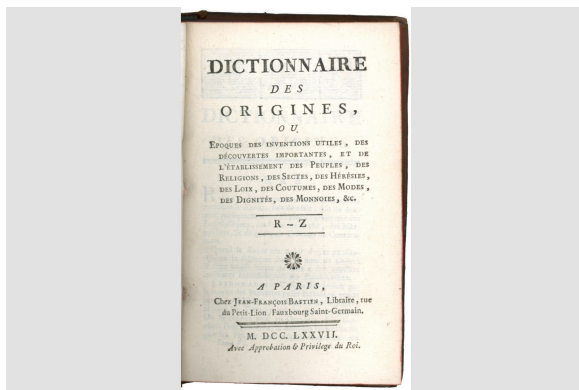 DICTIONNAIRE
DES
ORIGINES,
OU
EPOQUES DES INVENTIONS UTILES, DES
DÉCOUVERTES IMPORTANTES, ET DE
L'ÉTABLISSEMENT DES PEUPLES, DES
RELIGIONS, DES SECTES, DES HÉRÉSIES,
DES LOIX, DES COUTUMES, DES MODES,
DES DIGNITÉS, DES MONNOIES, &c.
R – Z
A PARIS,
Chez JEAN-FRANÇOIS BASTIEN, Libraire, rue
du Petit-Lion. Fauxbourg Saint-Germain.
M. DCC. LXXVII.
Avec Approbation & Privilege du Roi.